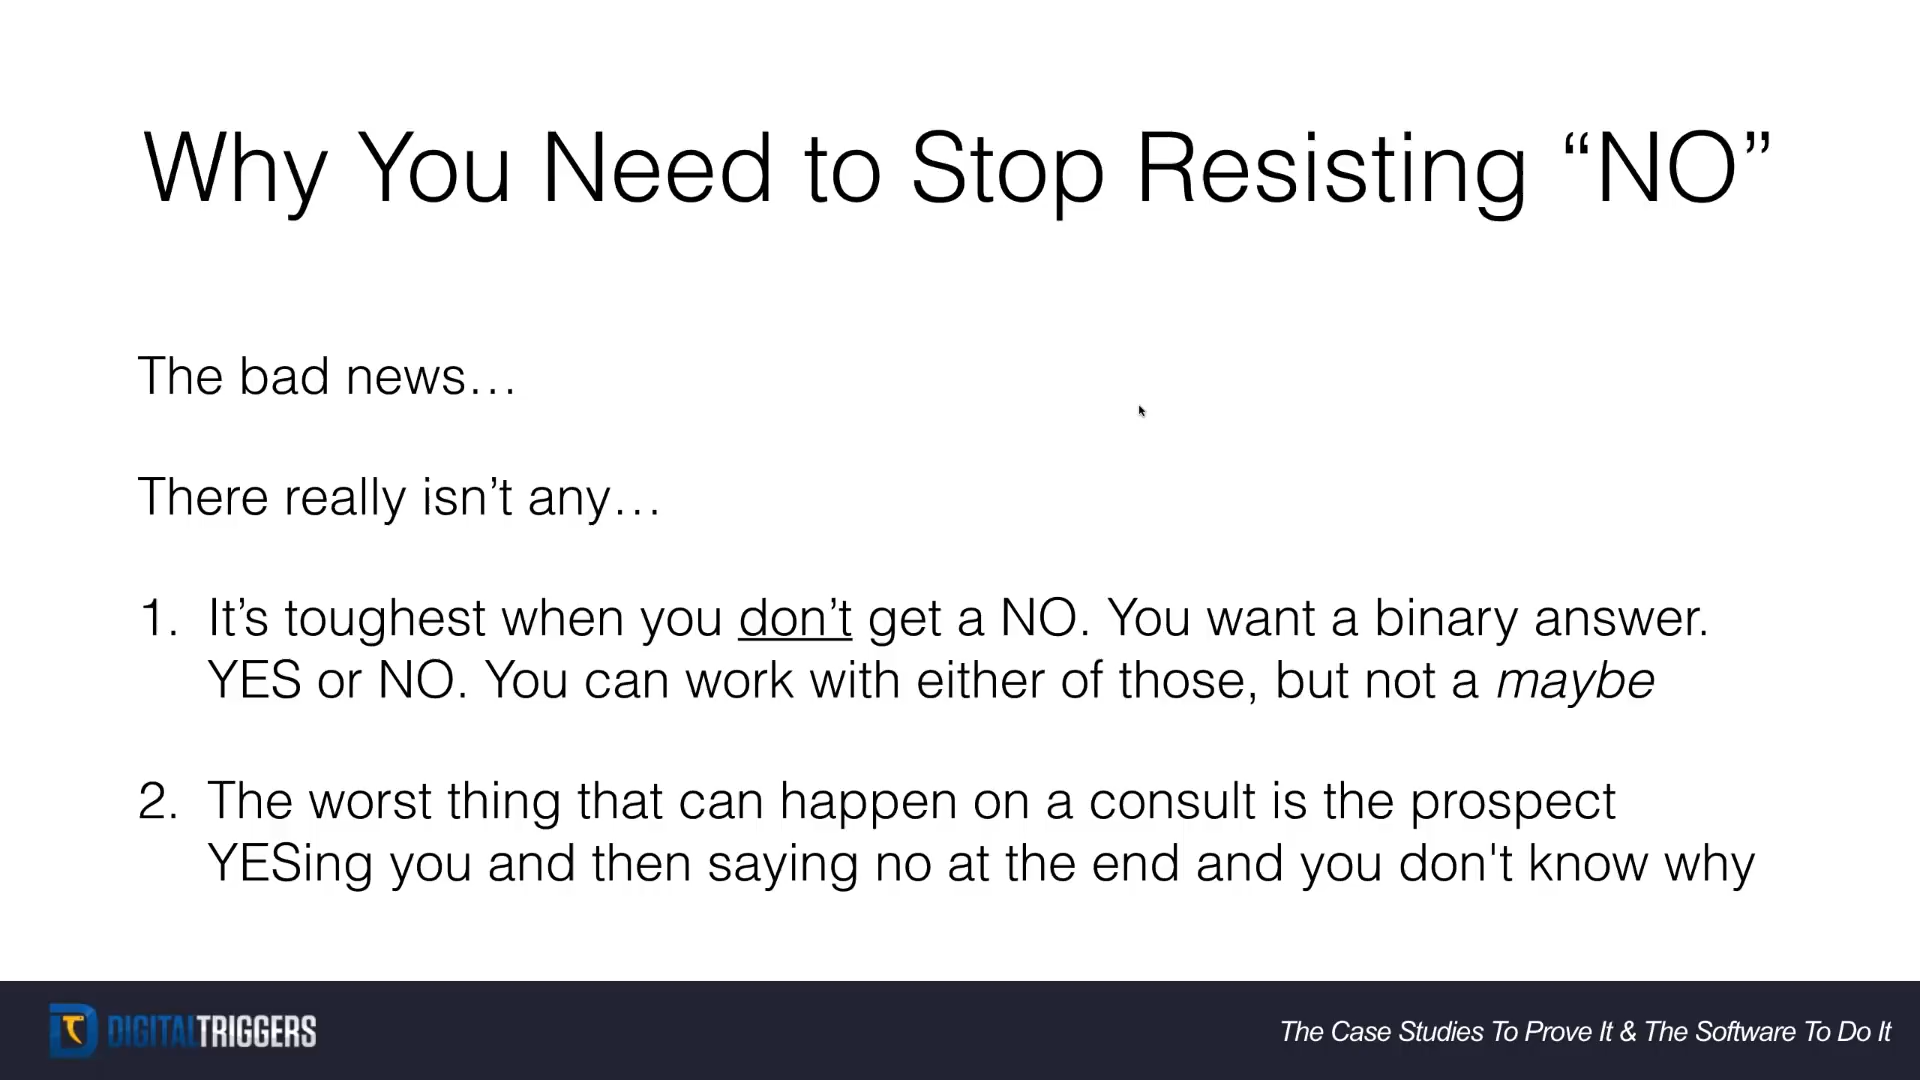 Why You Need to Stop Resisting “NO”
The bad news…
There really isn’t any…
1. It’s toughest when you don’t get a NO. You want a binary answer.
YES or NO. You can work with either of those, but not a maybe
2. The worst thing that can happen on a consult is the prospect
YESing you and then saying no at the end and you don't know why
DIGITALTRIGGERS
The Case Studies To Prove It & The Software To Do It